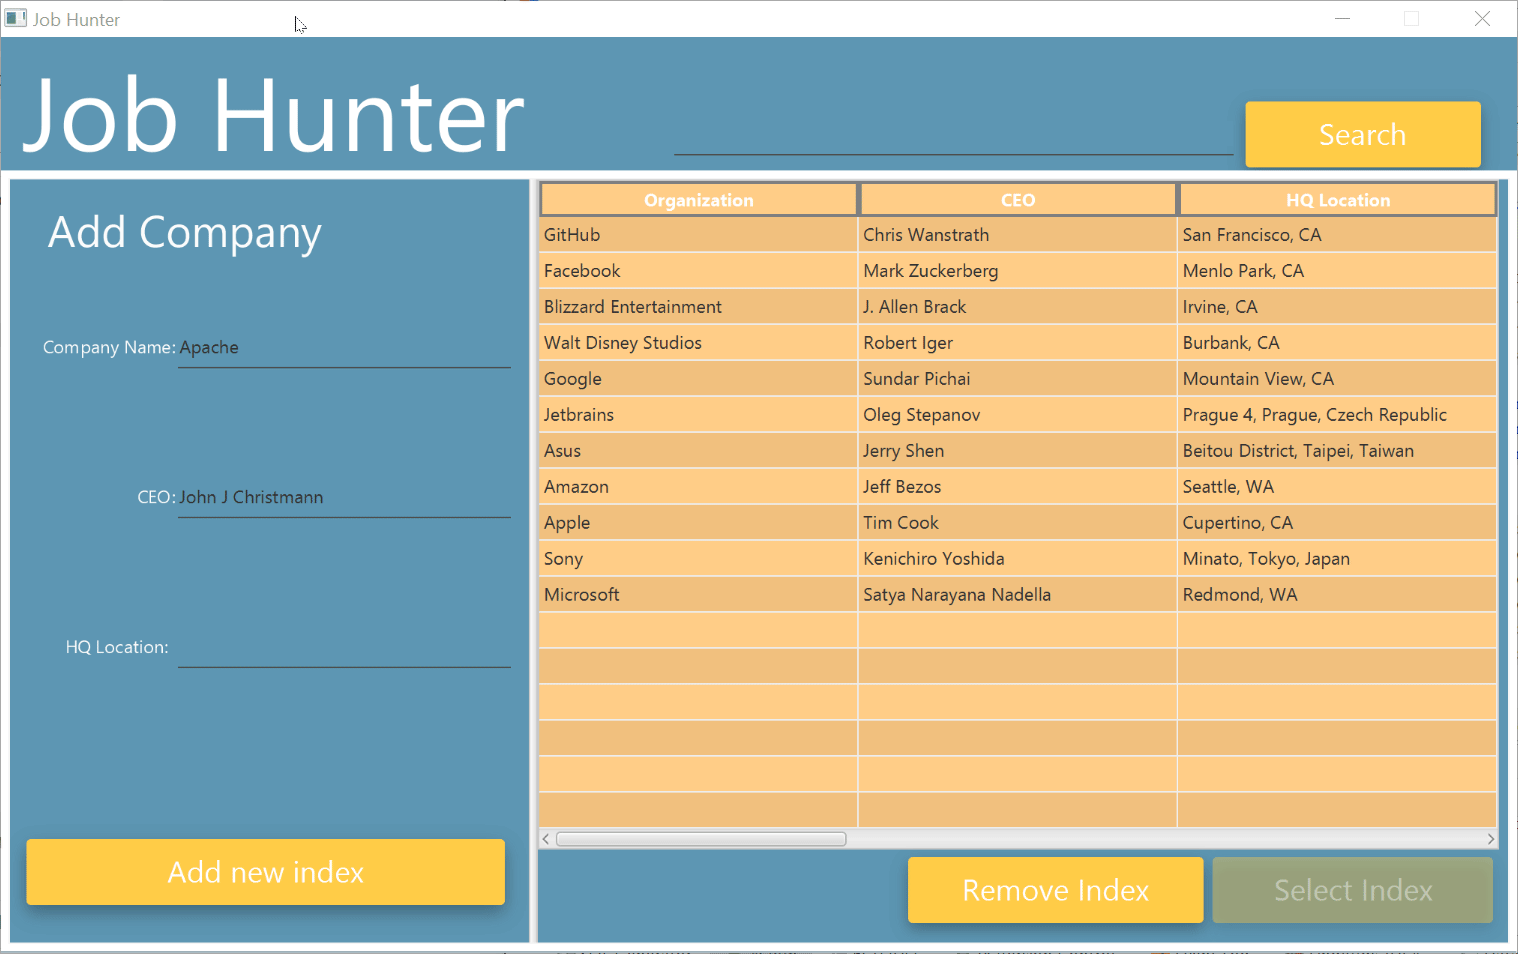 Job Hunter
Job Hunter
Search
Add Company
Company Name: Apache
CEO: John J Christmann
HQ Location:
Add new index
Organization CEO HQ Location
GitHub Chris Wanstrath San Francisco, CA
Facebook Mark Zuckerberg Menlo Park, CA
Blizzard Entertainment J. Allen Brack Irvine, CA
Walt Disney Studios Robert Iger Burbank, CA
Google Sundar Pichai Mountain View, CA
Jetbrains Oleg Stepanov Prague 4, Prague, Czech Republic
Asus Jerry Shen Beitou District, Taipei, Taiwan
Amazon Jeff Bezos Seattle, WA
Apple Tim Cook Cupertino, CA
Sony Kenichiro Yoshida Minato, Tokyo, Japan
Microsoft Satya Narayana Nadella Redmond, WA
Remove Index Select Index